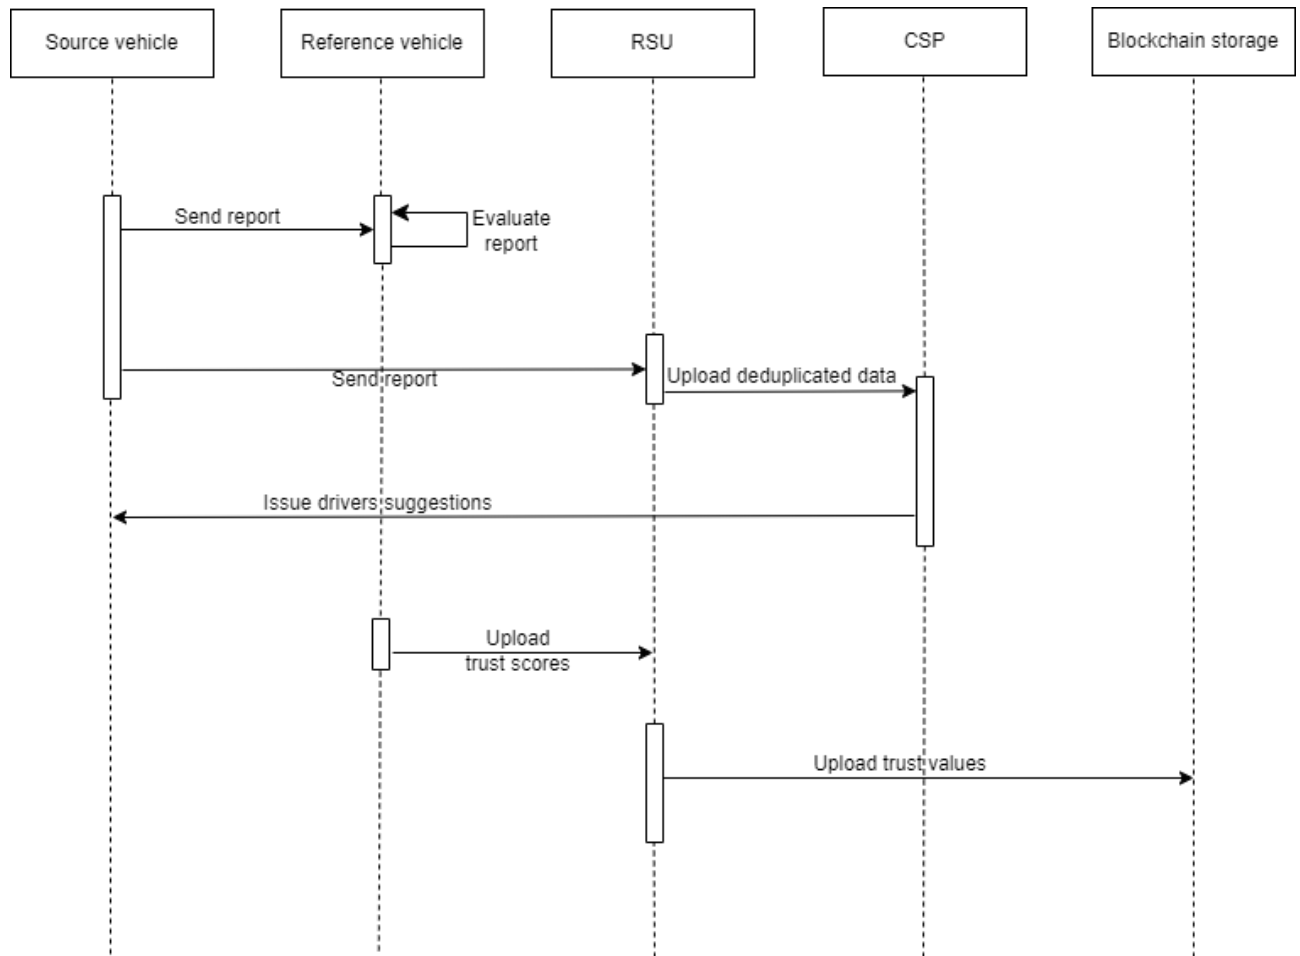 Source vehicle
Reference vehicle
RSU
CSP
Blockchain storage
Send report
Evaluate
report
Send report
Upload deduplicated data
Issue drivers suggestions
Upload
trust scores
Upload trust values